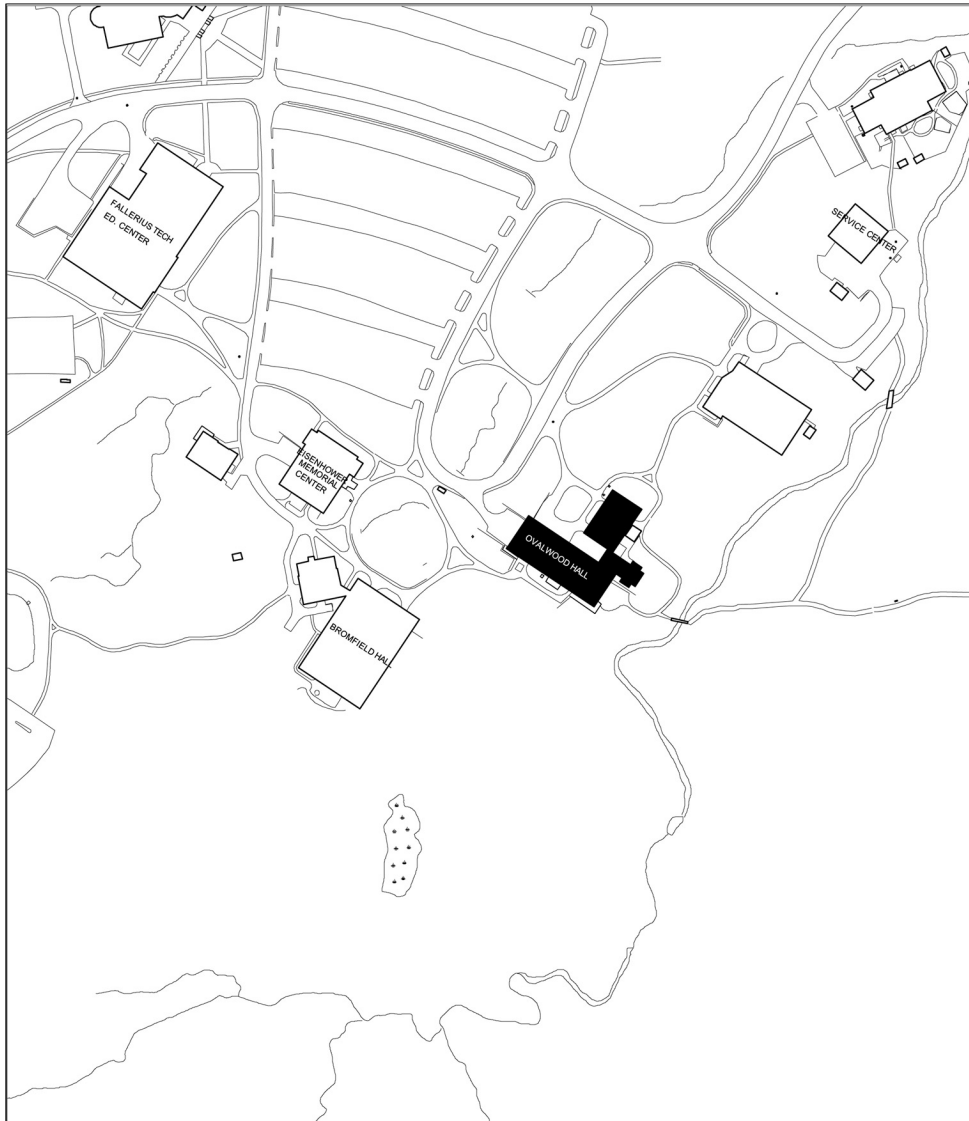 FALLERIUS TECH
ED. CENTER
SERVICE CENTER
EISENHOWER
MEMORIAL
CENTER
OVALWOOD HALL
BROMFIELD HALL